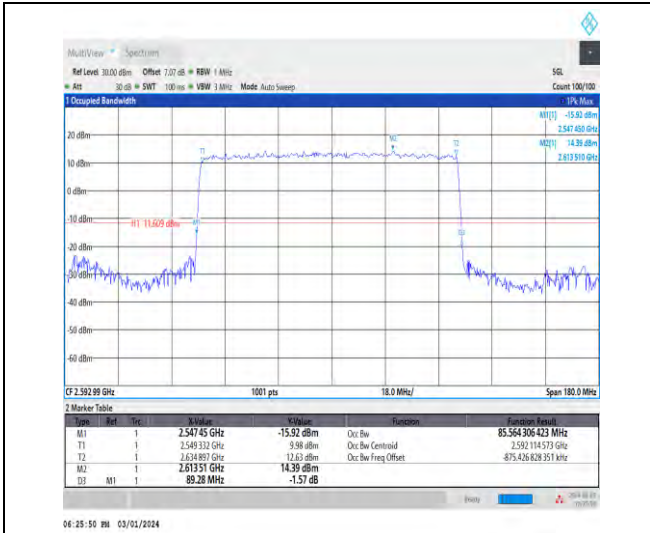 MultiView Spectrum
Ref Level 30.00 dBm Offset 7.07 dB RBW 1 MHz SGL
Att 30 dB SWT 100 ms VBW 3 MHz Mode Auto Sweep Count 100/100
1 Occupied Bandwidth 1Pk Max
M1[1] -15.92 dBm
2.547 450 GHz
M2[1] 14.39 dBm
2.613 510 GHz
20 dBm
T1 M2 T2
10 dBm
0 dBm
-10 dBm
H1 11.609 dBm M1
D3
-20 dBm
-30 dBm
-40 dBm
-50 dBm
-60 dBm
CF 2.592 99 GHz 1001 pts 18.0 MHz/ Span 180.0 MHz
2 Marker Table
Type Ref Trc X-Value Y-Value Function Function Result
M1 1 2.547 45 GHz -15.92 dBm Occ Bw 85.564 306 423 MHz
T1 1 2.549 332 GHz 9.98 dBm Occ Bw Centroid 2.592 114 573 GHz
T2 1 2.634 897 GHz 12.63 dBm Occ Bw Freq Offset -875.426 828 351 kHz
M2 1 2.613 51 GHz 14.39 dBm
D3 M1 1 89.28 MHz -1.57 dB
Ready
06:25:50 PM 03/01/2024